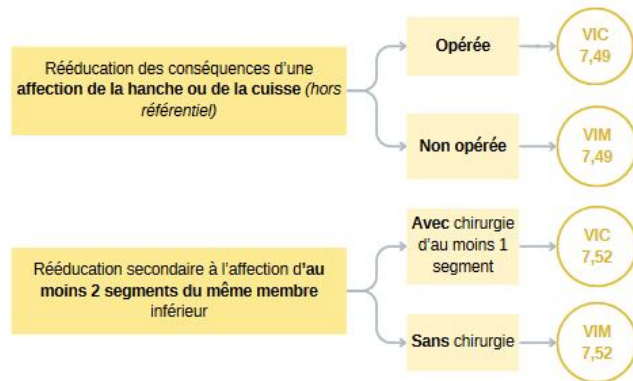 Rééducation des conséquences d'une
affection de la hanche ou de la cuisse (hors
référentiel)
Opérée
VIC
7,49
Non opérée
VIM
7,49
Rééducation secondaire à l'affection d'au
moins 2 segments du même membre
inférieur
Avec chirurgie
d'au moins 1
segment
VIC
7,52
Sans chirurgie
VIM
7,52